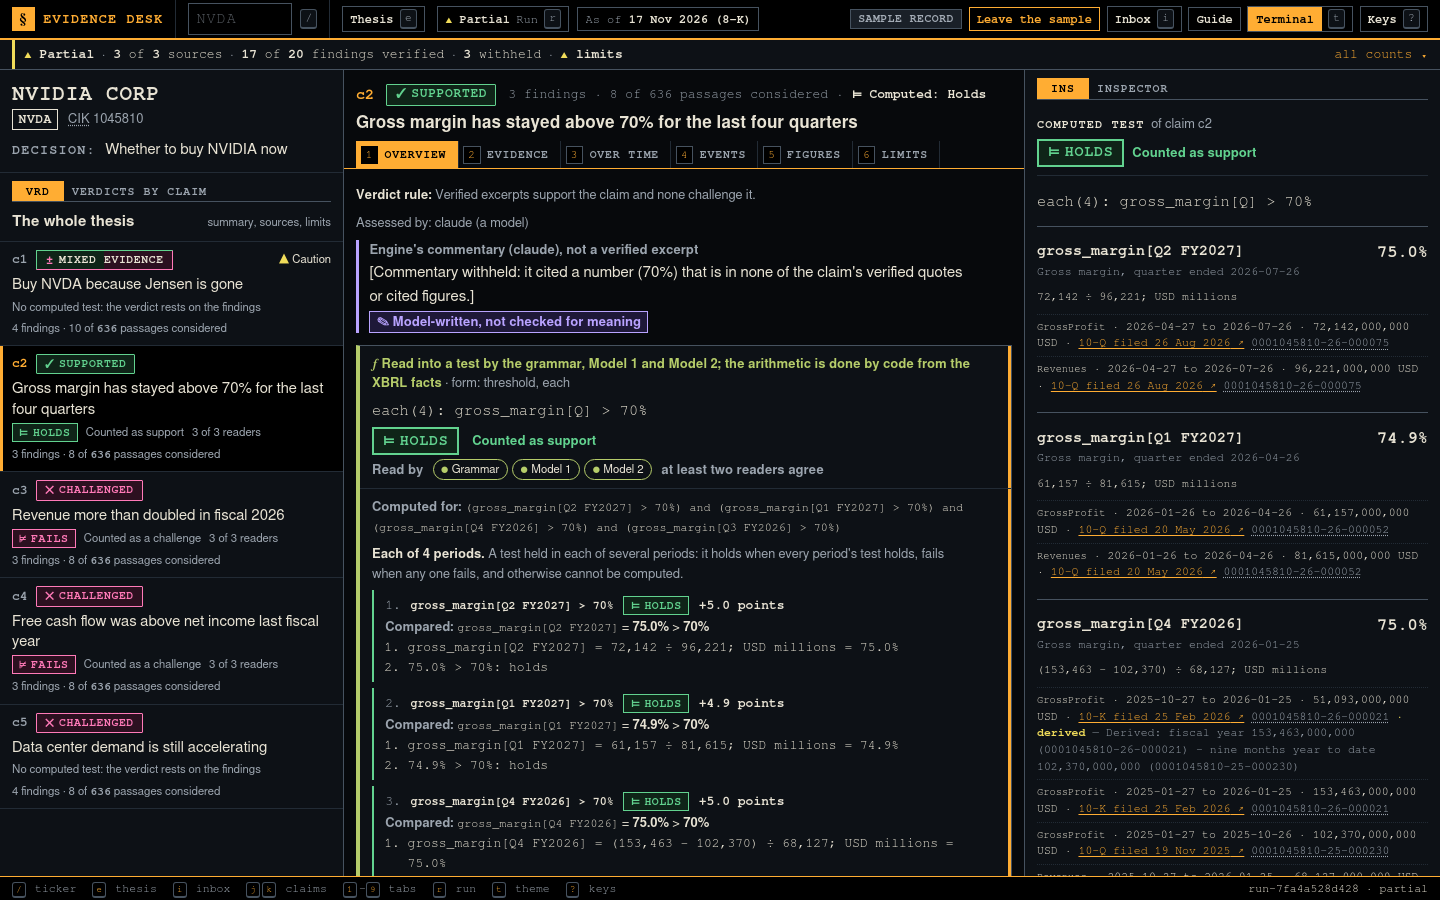 § EVIDENCE DESK NVDA / Thesis e ▲ Partial Run r As of 17 Nov 2026 (8-K) SAMPLE RECORD Leave the sample Inbox i Guide Terminal t Keys ?
▲ Partial · 3 of 3 sources · 17 of 20 findings verified · 3 withheld · ▲ limits all counts ▾
NVIDIA CORP
NVDA CIK 1045810
DECISION: Whether to buy NVIDIA now
VRD VERDICTS BY CLAIM
The whole thesis summary, sources, limits
c1 ± MIXED EVIDENCE ▲ Caution
Buy NVDA because Jensen is gone
No computed test: the verdict rests on the findings
4 findings · 10 of 636 passages considered
c2 ✓ SUPPORTED
Gross margin has stayed above 70% for the last
four quarters
⊨ HOLDS Counted as support 3 of 3 readers
3 findings · 8 of 636 passages considered
c3 ✕ CHALLENGED
Revenue more than doubled in fiscal 2026
⊭ FAILS Counted as a challenge 3 of 3 readers
3 findings · 8 of 636 passages considered
c4 ✕ CHALLENGED
Free cash flow was above net income last fiscal
year
⊭ FAILS Counted as a challenge 3 of 3 readers
3 findings · 8 of 636 passages considered
c5 ✕ CHALLENGED
Data center demand is still accelerating
No computed test: the verdict rests on the findings
4 findings · 8 of 636 passages considered
c2 ✓ SUPPORTED 3 findings · 8 of 636 passages considered · ⊨ Computed: Holds
Gross margin has stayed above 70% for the last four quarters
1 OVERVIEW 2 EVIDENCE 3 OVER TIME 4 EVENTS 5 FIGURES 6 LIMITS
Verdict rule: Verified excerpts support the claim and none challenge it.
Assessed by: claude (a model)
Engine's commentary (claude), not a verified excerpt
[Commentary withheld: it cited a number (70%) that is in none of the claim's verified quotes
or cited figures.]
✎ Model-written, not checked for meaning
ƒ Read into a test by the grammar, Model 1 and Model 2; the arithmetic is done by code from the
XBRL facts · form: threshold, each
each(4): gross_margin[Q] > 70%
⊨ HOLDS Counted as support
Read by ● Grammar ● Model 1 ● Model 2 at least two readers agree
Computed for: (gross_margin[Q2 FY2027] > 70%) and (gross_margin[Q1 FY2027] > 70%) and
(gross_margin[Q4 FY2026] > 70%) and (gross_margin[Q3 FY2026] > 70%)
Each of 4 periods. A test held in each of several periods: it holds when every period's test holds, fails
when any one fails, and otherwise cannot be computed.
1. gross_margin[Q2 FY2027] > 70% ⊨ HOLDS +5.0 points
Compared: gross_margin[Q2 FY2027] = 75.0% > 70%
1. gross_margin[Q2 FY2027] = 72,142 ÷ 96,221; USD millions = 75.0%
2. 75.0% > 70%: holds
2. gross_margin[Q1 FY2027] > 70% ⊨ HOLDS +4.9 points
Compared: gross_margin[Q1 FY2027] = 74.9% > 70%
1. gross_margin[Q1 FY2027] = 61,157 ÷ 81,615; USD millions = 74.9%
2. 74.9% > 70%: holds
3. gross_margin[Q4 FY2026] > 70% ⊨ HOLDS +5.0 points
Compared: gross_margin[Q4 FY2026] = 75.0% > 70%
1. gross_margin[Q4 FY2026] = (153,463 − 102,370) ÷ 68,127; USD millions =
75.0%
INS INSPECTOR
COMPUTED TEST of claim c2
⊨ HOLDS Counted as support
each(4): gross_margin[Q] > 70%
gross_margin[Q2 FY2027] 75.0%
Gross margin, quarter ended 2026-07-26
72,142 ÷ 96,221; USD millions
GrossProfit · 2026-04-27 to 2026-07-26 · 72,142,000,000
USD · 10-Q filed 26 Aug 2026 ↗ 0001045810-26-000075
Revenues · 2026-04-27 to 2026-07-26 · 96,221,000,000 USD
· 10-Q filed 26 Aug 2026 ↗ 0001045810-26-000075
gross_margin[Q1 FY2027] 74.9%
Gross margin, quarter ended 2026-04-26
61,157 ÷ 81,615; USD millions
GrossProfit · 2026-01-26 to 2026-04-26 · 61,157,000,000
USD · 10-Q filed 20 May 2026 ↗ 0001045810-26-000052
Revenues · 2026-01-26 to 2026-04-26 · 81,615,000,000 USD
· 10-Q filed 20 May 2026 ↗ 0001045810-26-000052
gross_margin[Q4 FY2026] 75.0%
Gross margin, quarter ended 2026-01-25
(153,463 − 102,370) ÷ 68,127; USD millions
GrossProfit · 2025-10-27 to 2026-01-25 · 51,093,000,000
USD · 10-K filed 25 Feb 2026 ↗ 0001045810-26-000021 ·
derived — Derived: fiscal year 153,463,000,000
(0001045810-26-000021) − nine months year to date
102,370,000,000 (0001045810-25-000230)
GrossProfit · 2025-01-27 to 2026-01-25 · 153,463,000,000
USD · 10-K filed 25 Feb 2026 ↗ 0001045810-26-000021
GrossProfit · 2025-01-27 to 2025-10-26 · 102,370,000,000
USD · 10-Q filed 19 Nov 2025 ↗ 0001045810-25-000230
/ ticker e thesis i inbox j k claims 1-9 tabs r run t theme ? keys run-7fa4a528d428 · partial